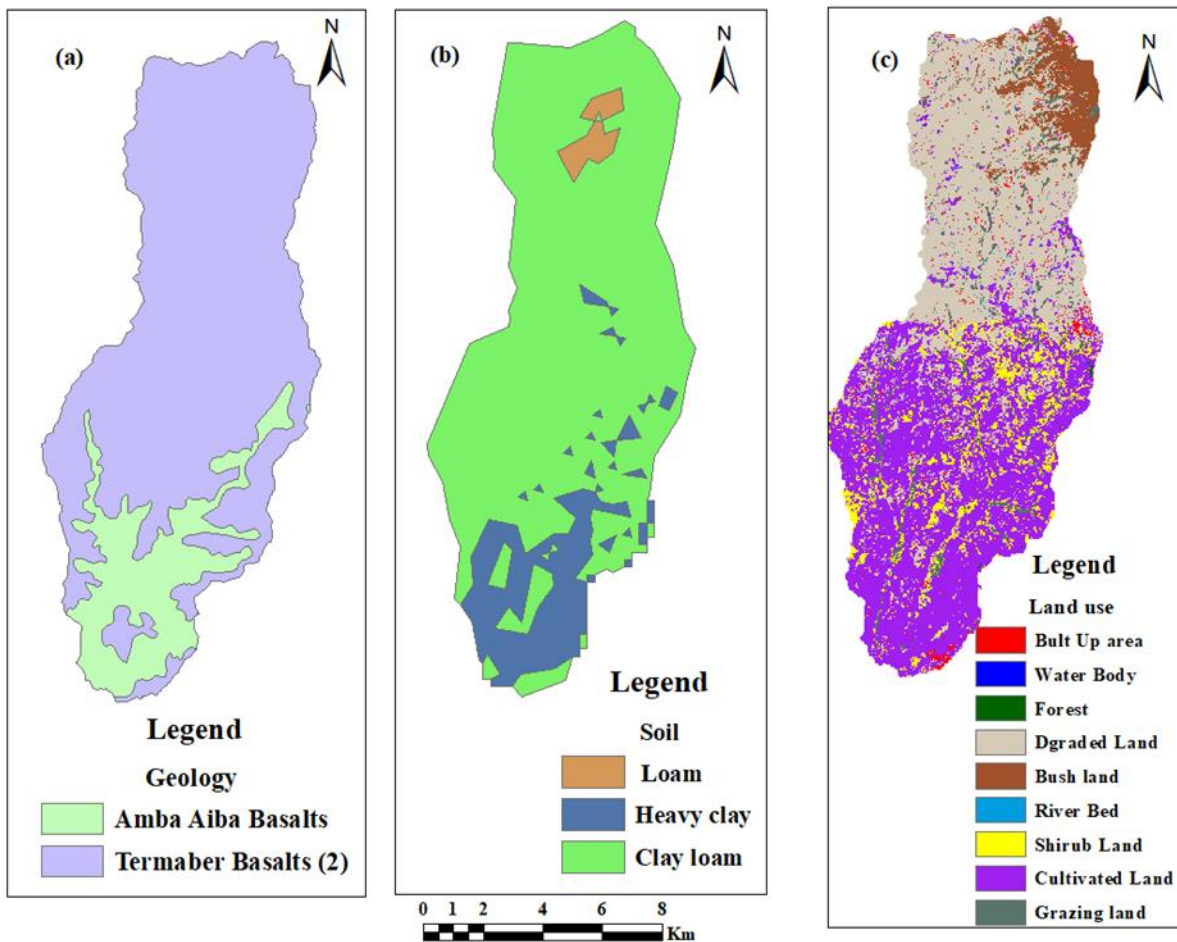 (a)
N
Legend
Geology
Amba Aiba Basalts
Termaber Basalts (2)
(b)
N
Legend
Soil
Loam
Heavy clay
Clay loam
0 1 2 4 6 8
Km
(c)
N
Legend
Land use
Bult Up area
Water Body
Forest
Dgraded Land
Bush land
River Bed
Shirub Land
Cultivated Land
Grazing land